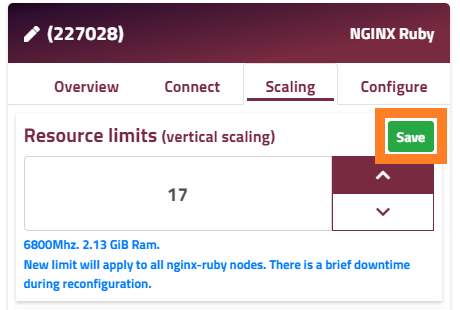 (227028) NGINX Ruby
Overview Connect Scaling Configure
Resource limits (vertical scaling) Save
17
6800Mhz. 2.13 GiB Ram.
New limit will apply to all nginx-ruby nodes. There is a brief downtime
during reconfiguration.